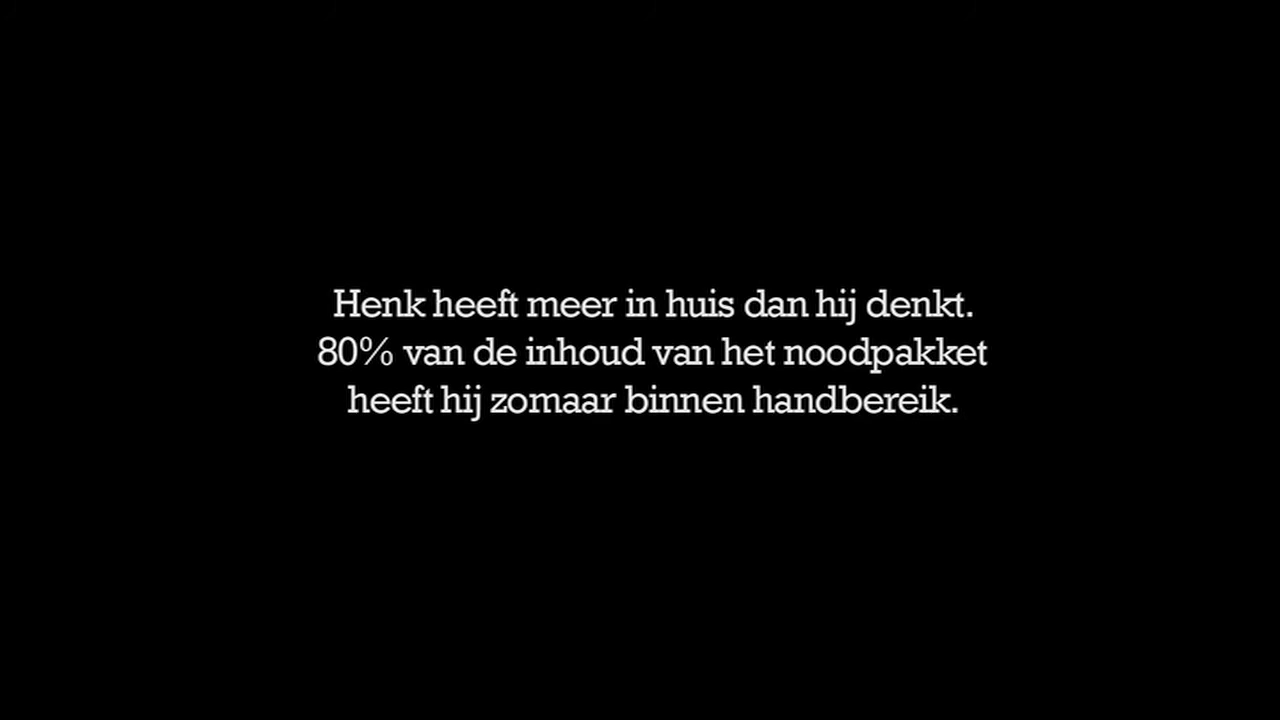 Henk heeft meer in huis dan hij denkt.
80% van de inhoud van het noodpakket
heeft hij zomaar binnen handbereik.